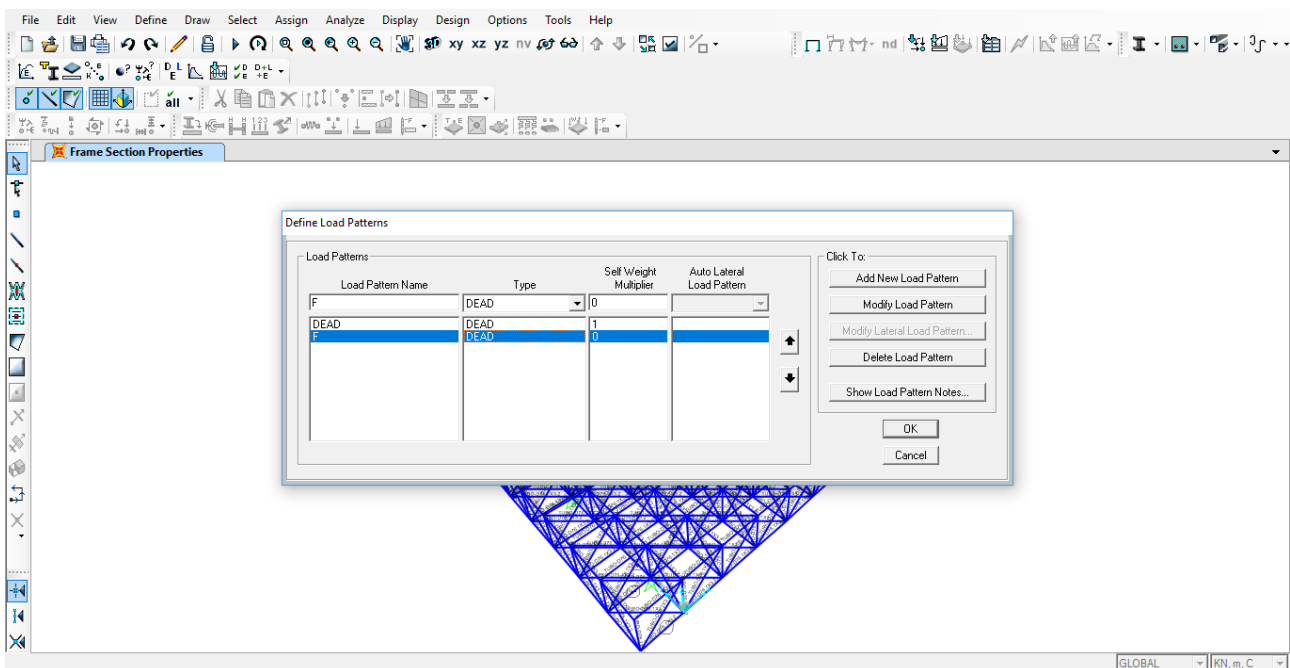 File Edit View Define Draw Select Assign Analyze Display Design Options Tools Help
3D xy xz yz nv nd
all
Frame Section Properties
Define Load Patterns
Load Patterns
Click To:
Load Pattern Name Type Self Weight Multiplier Auto Lateral Load Pattern
F DEAD 0
DEAD DEAD 1
F DEAD 0
Add New Load Pattern
Modify Load Pattern
Modify Lateral Load Pattern...
Delete Load Pattern
Show Load Pattern Notes...
OK
Cancel
GLOBAL KN, m, C